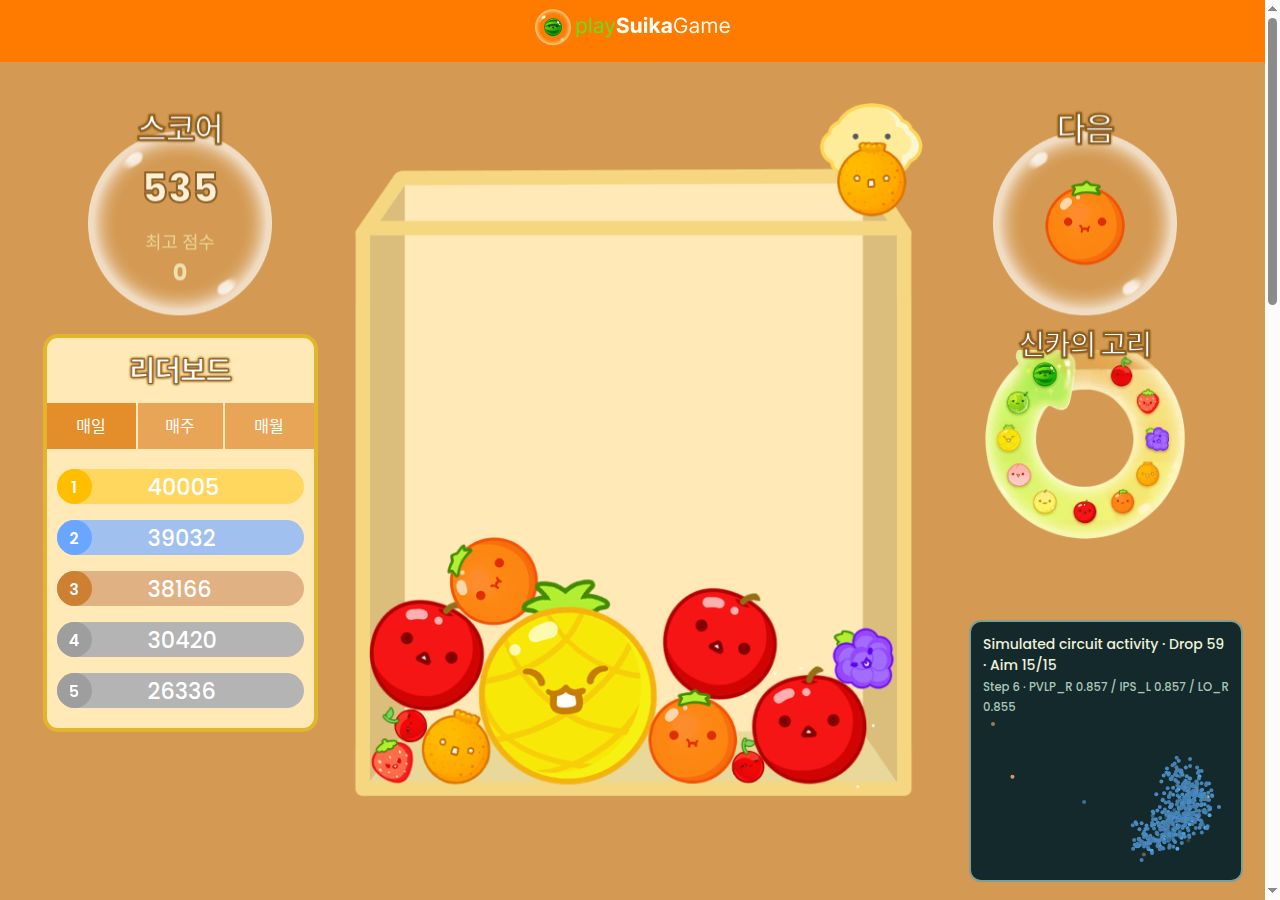 playSuikaGame
스코어
535
최고 점수
0
리더보드
매일 매주 매월
1 40005
2 39032
3 38166
4 30420
5 26336
다음
신카의 고리
Simulated circuit activity · Drop 59
· Aim 15/15
Step 6 · PVLP_R 0.857 / IPS_L 0.857 / LO_R
0.855